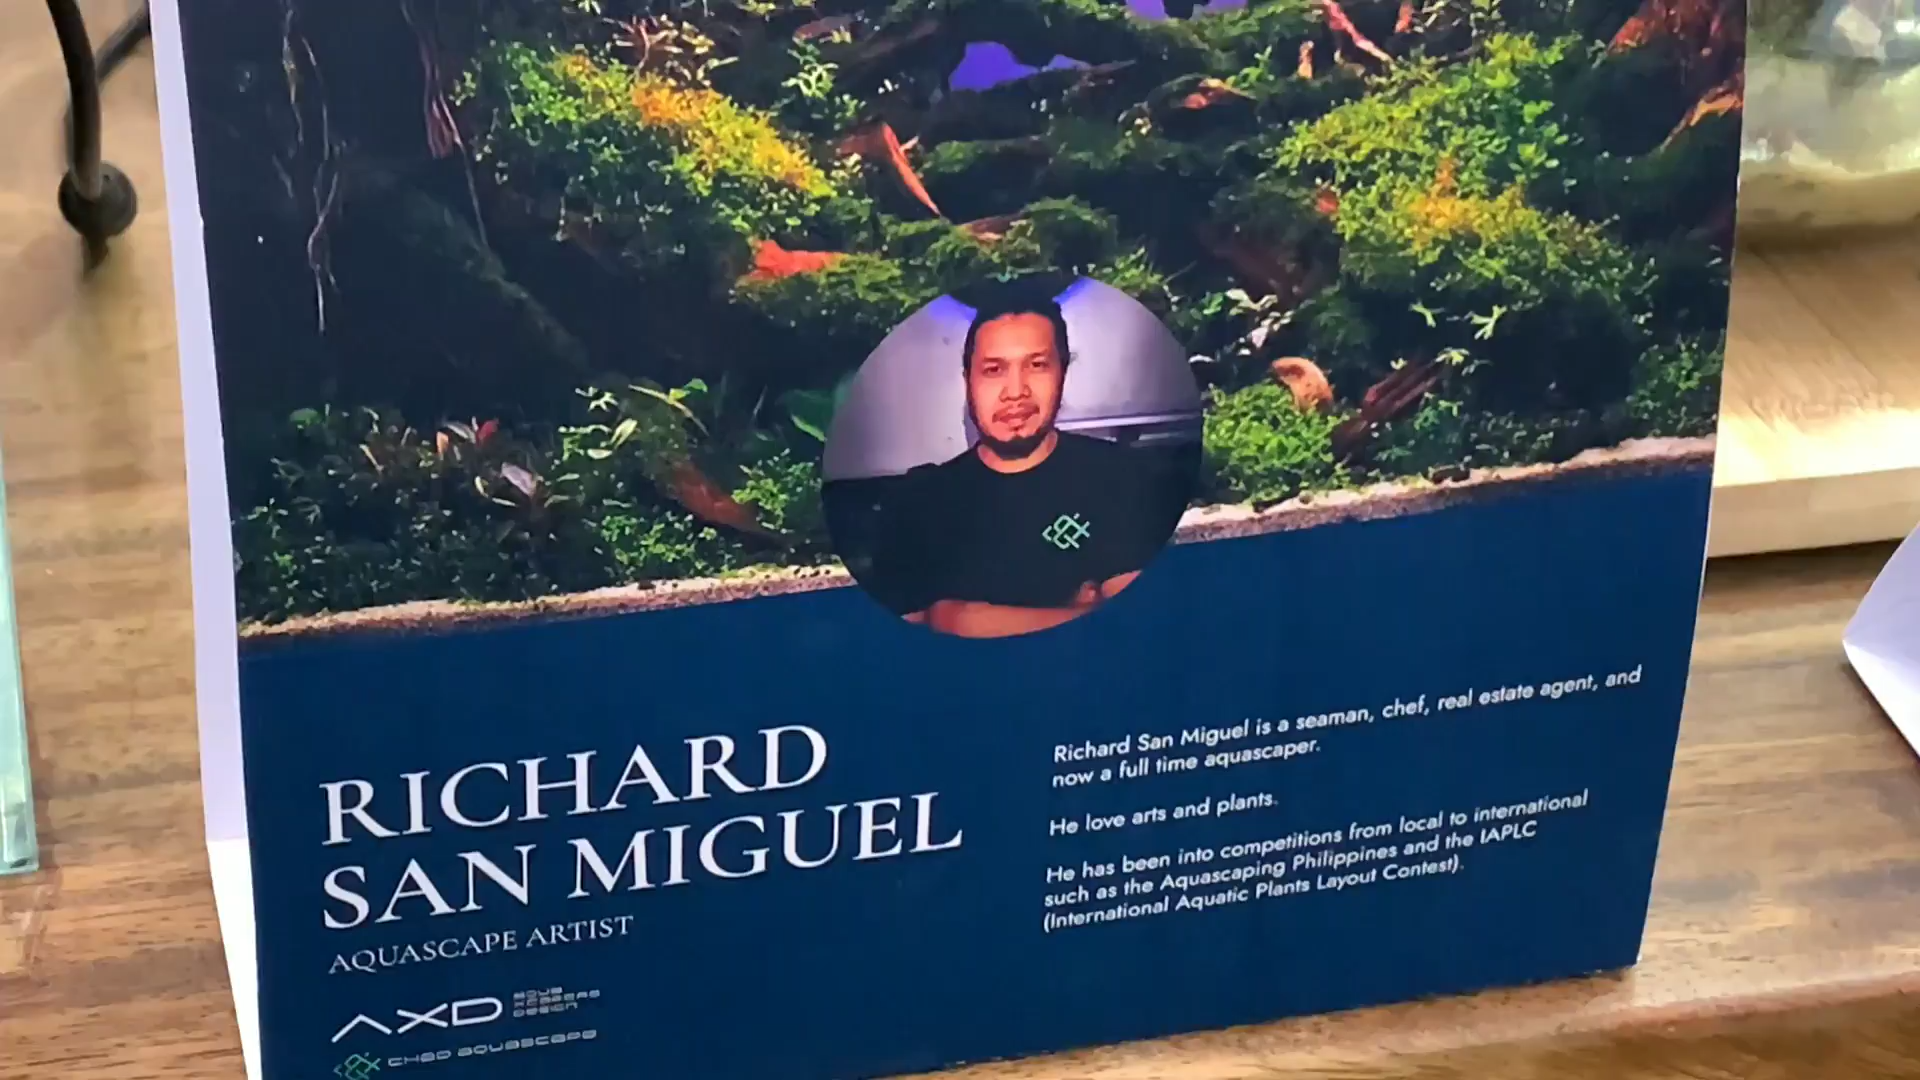 RICHARD
SAN MIGUEL
AQUASCAPE ARTIST
AXD
CHAD AQUASCAPE
Richard San Miguel is a seaman, chef, real estate agent, and
now a full time aquascaper.
He love arts and plants.
He has been into competitions from local to international
such as the Aquascaping Philippines and the IAPLC
(International Aquatic Plants Layout Contest).